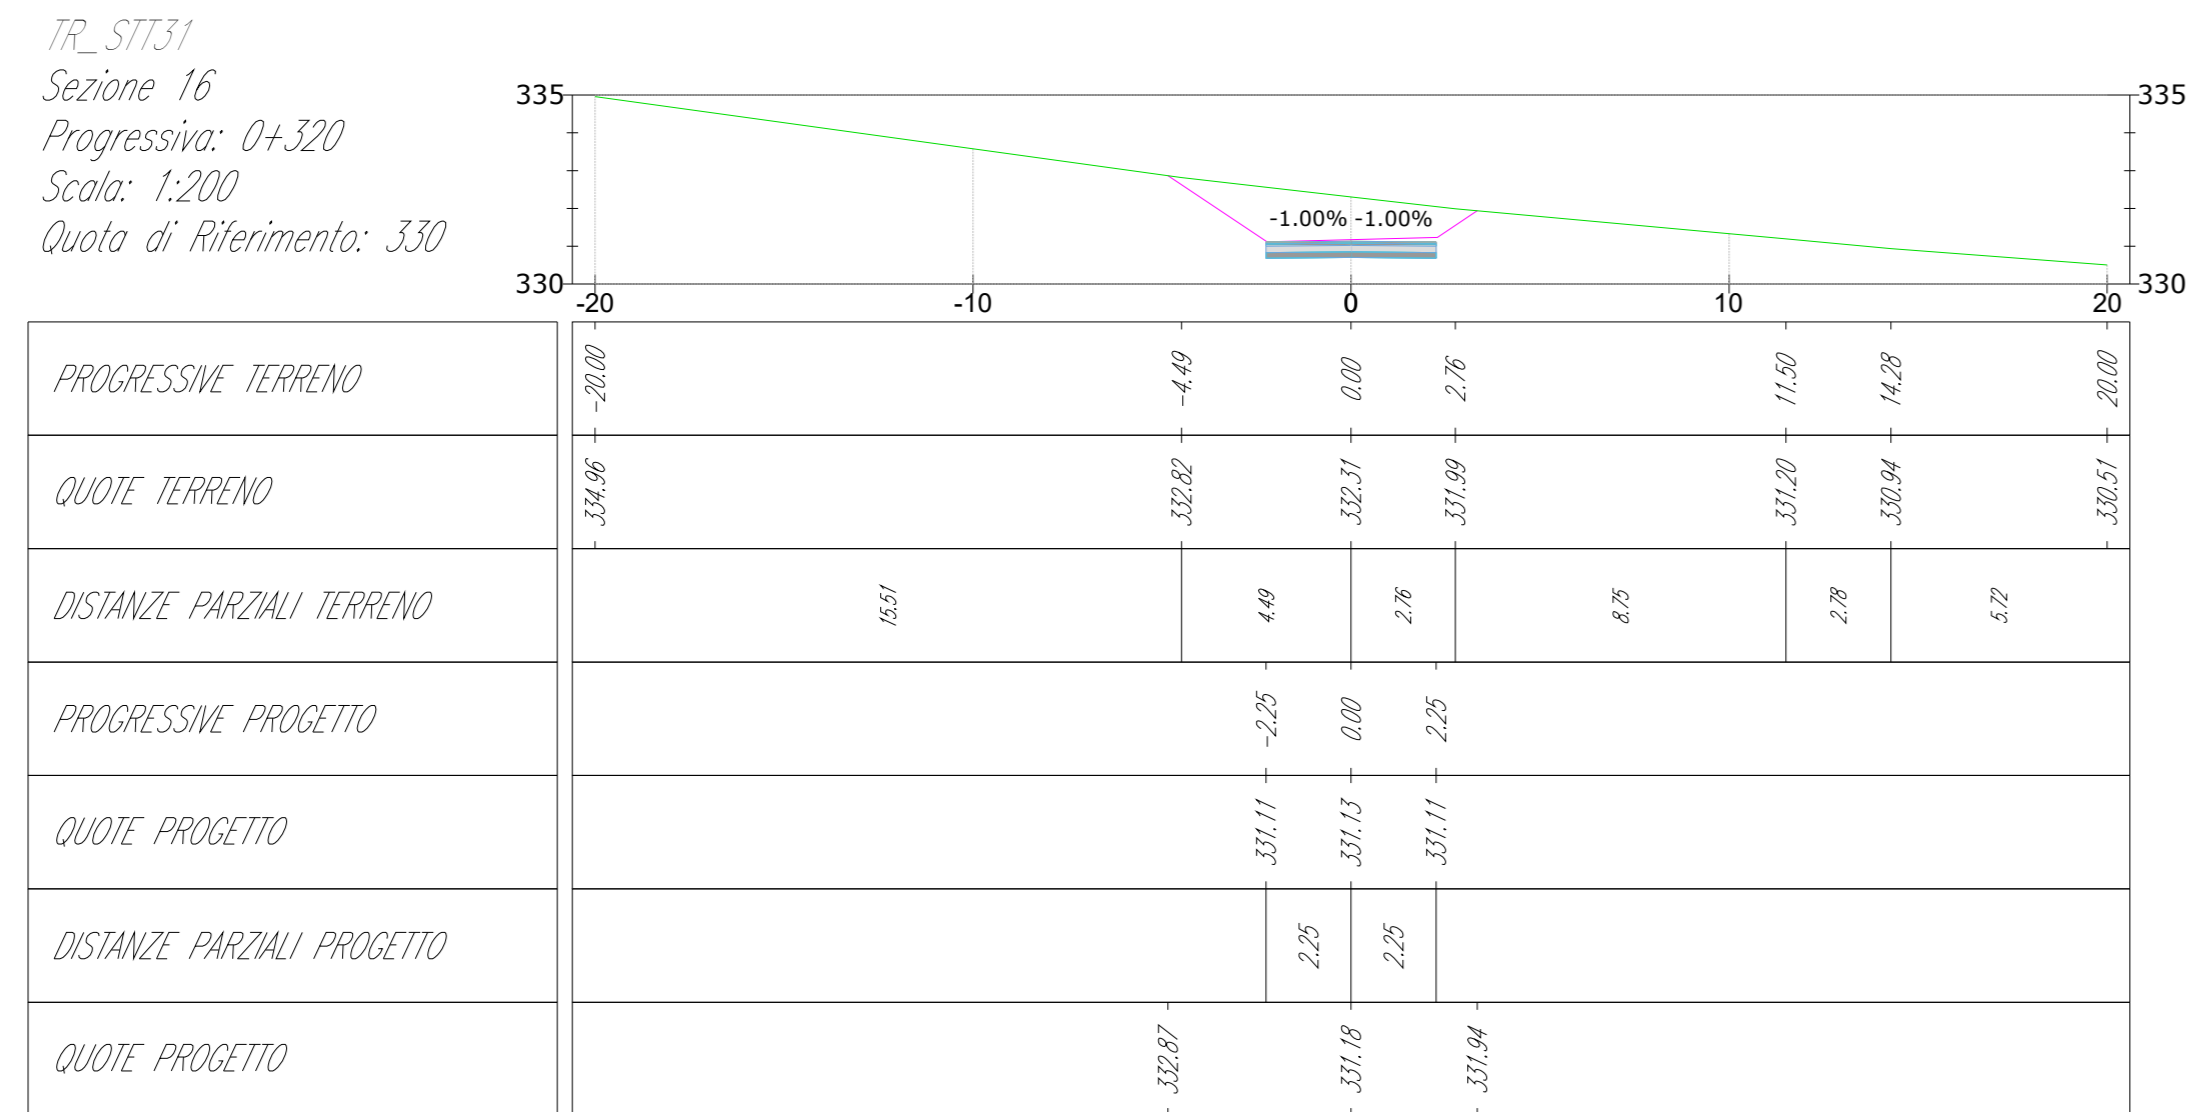 TR_STT31
Sezione 16
Progressiva: 0+320
Scala: 1:200
Quota di Riferimento: 330
335 335
-1.00% -1.00%
330 330
-20 -10 0 10 20
PROGRESSIVE TERRENO -20.00 -4.49 0.00 2.76 11.50 14.28 20.00
QUOTE TERRENO 334.96 332.82 332.31 331.99 331.20 330.94 330.51
DISTANZE PARZIALI TERRENO 15.51 4.49 2.76 8.75 2.78 5.72
PROGRESSIVE PROGETTO -2.25 0.00 2.25
QUOTE PROGETTO 331.11 331.13 331.11
DISTANZE PARZIALI PROGETTO 2.25 2.25
QUOTE PROGETTO 332.87 331.18 331.94